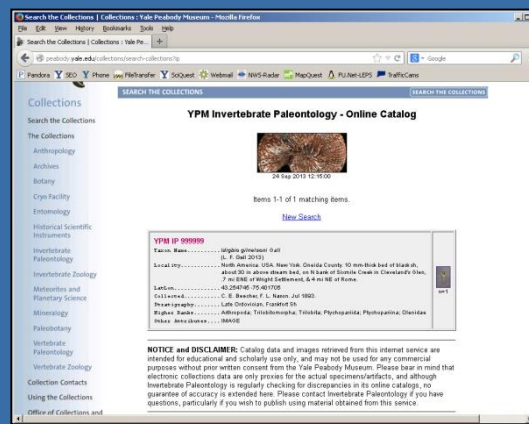 Search the Collections | Collections : Yale Peabody Museum - Mozilla Firefox
File Edit View History Bookmarks Tools Help
Search the Collections | Collections : Yale Pe...
peabody.yale.edu/collections/search-collections?ip
Google
Pandora SEO Y Phone FileTransfer SciQuest Webmail NWS-Radar MapQuest PU.Net-LEPS TrafficCams
SEARCH THE COLLECTIONS
SEARCH THE COLLECTIONS
Collections
Search the Collections
The Collections
Anthropology
Archives
Botany
Cryo Facility
Entomology
Historical Scientific
Instruments
Invertebrate
Paleontology
Invertebrate Zoology
Meteorites and
Planetary Science
Mineralogy
Paleobotany
Vertebrate
Paleontology
Vertebrate Zoology
Collection Contacts
Using the Collections
Office of Collections and
YPM Invertebrate Paleontology - Online Catalog
24 Sep 2013 12:15:00
Items 1-1 of 1 matching items.
New Search
YPM IP 999999
Taxon Name..........
(L. F. Gall 2013)
Locality............North America. USA. New York. Oneida County. 10 mm-thick bed of blackish,
about 30 m above stream bed, on N bank of Sixmile Creek in Cleveland's Glen,
.7 mi ENE of Wright Settlement, & 4 mi NE of Rome.
Lat/Lon.............43.254746 -75.401705
Collected...........C. E. Beecher, F. L. Nason. Jul 1893.
Stratigraphy........Late Ordovician, Frankfort Sh.
Higher Ranks........Arthropoda; Trilobitomorpha; Trilobita; Ptychopariida; Ptychopariina; Olenidae
Other Attributes....IMAGE
NOTICE and DISCLAIMER: Catalog data and images retrieved from this internet service are
intended for educational and scholarly use only, and may not be used for any commercial
purposes without prior written consent from the Yale Peabody Museum. Please bear in mind that
electronic collections data are only proxies for the actual specimens/artifacts, and although
Invertebrate Paleontology is regularly checking for discrepancies in its online catalogs, no
guarantee of accuracy is extended here. Please contact Invertebrate Paleontology if you have
questions, particularly if you wish to publish using material obtained from this service.